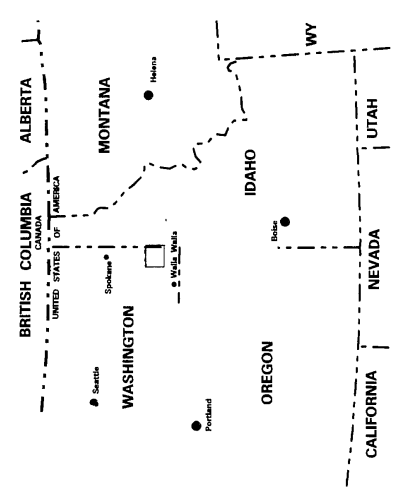 BRITISH COLUMBIA
ALBERTA
CANADA
UNITED STATES OF AMERICA
Seattle
Spokane
WASHINGTON
Walla Walla
MONTANA
Helena
Portland
OREGON
IDAHO
Boise
WY
CALIFORNIA
NEVADA
UTAH